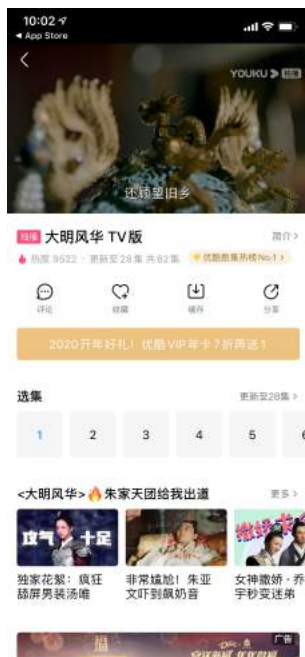 10:02
App Store
YOUKU 独播
还顾望旧乡
独播 大明风华 TV版
简介 >
热度 9522 · 更新至28集 共62集
优酷剧集热榜No.1 >
评论
收藏
缓存
分享
2020开年好礼！优酷VIP年卡7折再送1
选集
更新至28集 >
1 2 3 4 5
<大明风华>🔥朱家天团给我出道
更多 >
攻气 十足
独家花絮：疯狂
舔屏男装汤唯
非常尴尬！朱亚
文吓到飙奶音
女神撒娇·乔
宇秒变迷弟
广告